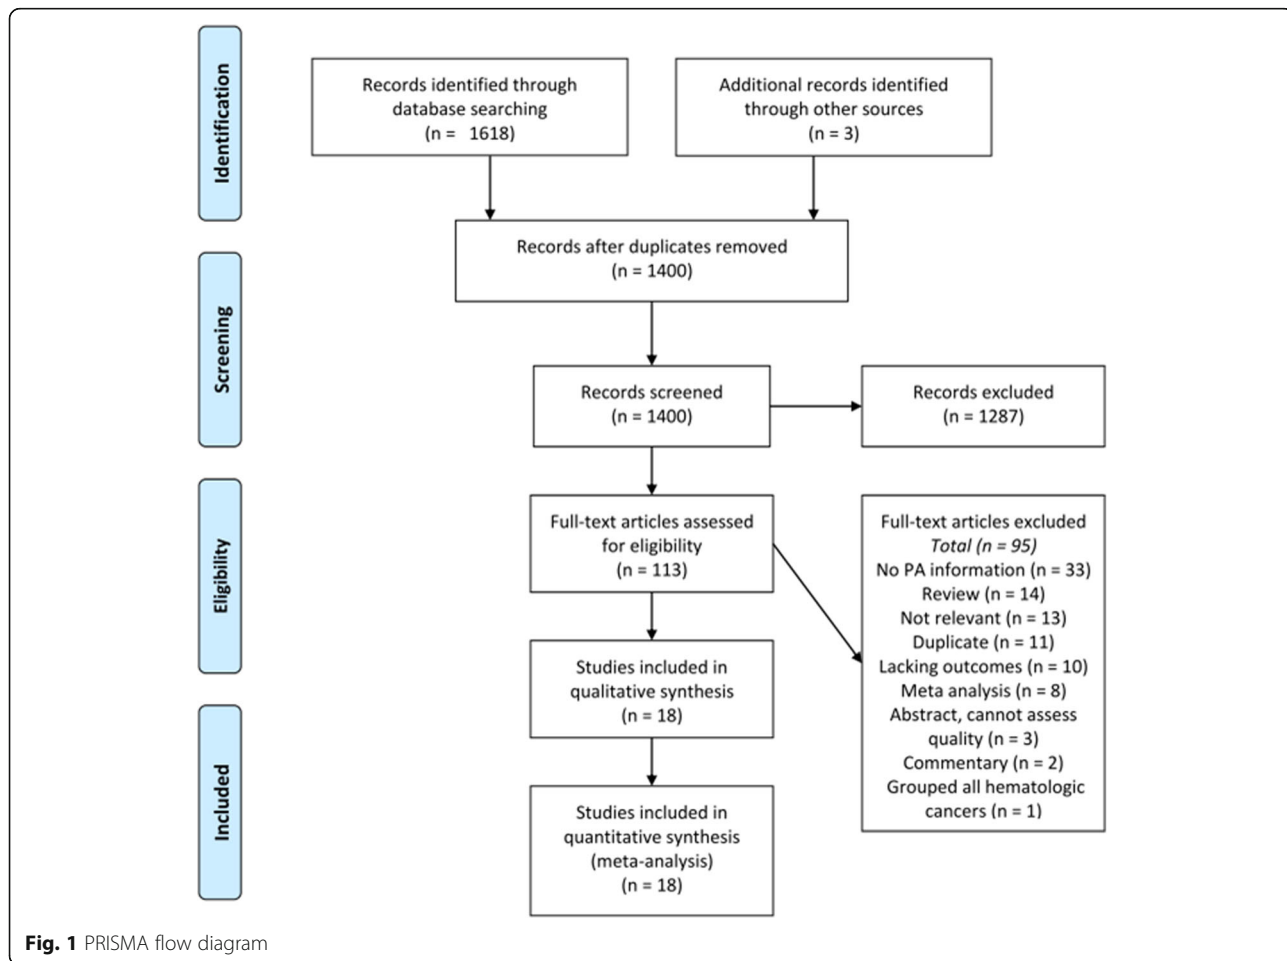 Identification
Records identified through
database searching
(n =   1618)
Additional records identified
through other sources
(n = 3)
Records after duplicates removed
(n = 1400)
Screening
Records screened
(n = 1400)
Records excluded
(n = 1287)
Eligibility
Full-text articles assessed
for eligibility
(n = 113)
Full-text articles excluded
Total (n = 95)
No PA information (n = 33)
Review (n = 14)
Not relevant (n = 13)
Duplicate (n = 11)
Lacking outcomes (n = 10)
Meta analysis (n = 8)
Abstract, cannot assess
quality (n = 3)
Commentary (n = 2)
Grouped all hematologic
cancers (n = 1)
Studies included in
qualitative synthesis
(n = 18)
Included
Studies included in
quantitative synthesis
(meta-analysis)
(n = 18)
Fig. 1 PRISMA flow diagram